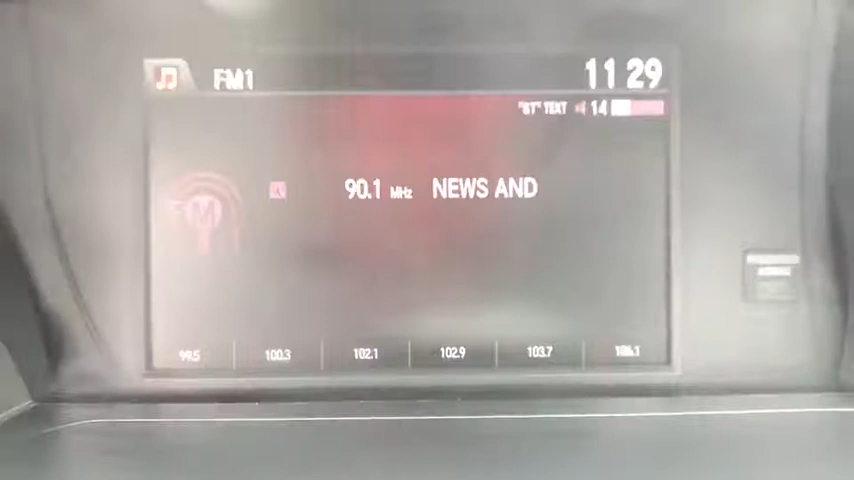 FM1 11 29
"ST" TEXT 14
90.1 MHz NEWS AND
FM
99.5 100.3 102.1 102.9 103.7 106.1